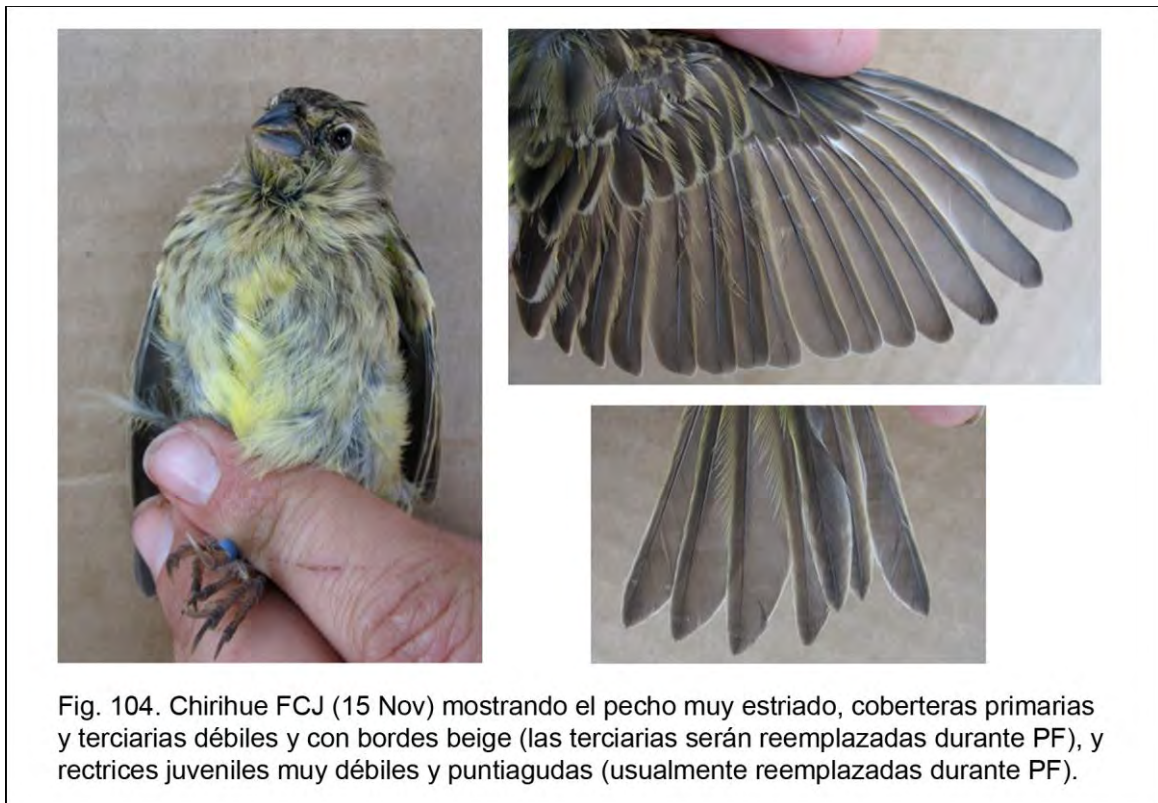 Fig. 104. Chirihue FCJ (15 Nov) mostrando el pecho muy estriado, coberteras primarias
y terciarias débiles y con bordes beige (las terciarias serán reemplazadas durante PF), y
rectrices juveniles muy débiles y puntiagudas (usualmente reemplazadas durante PF).